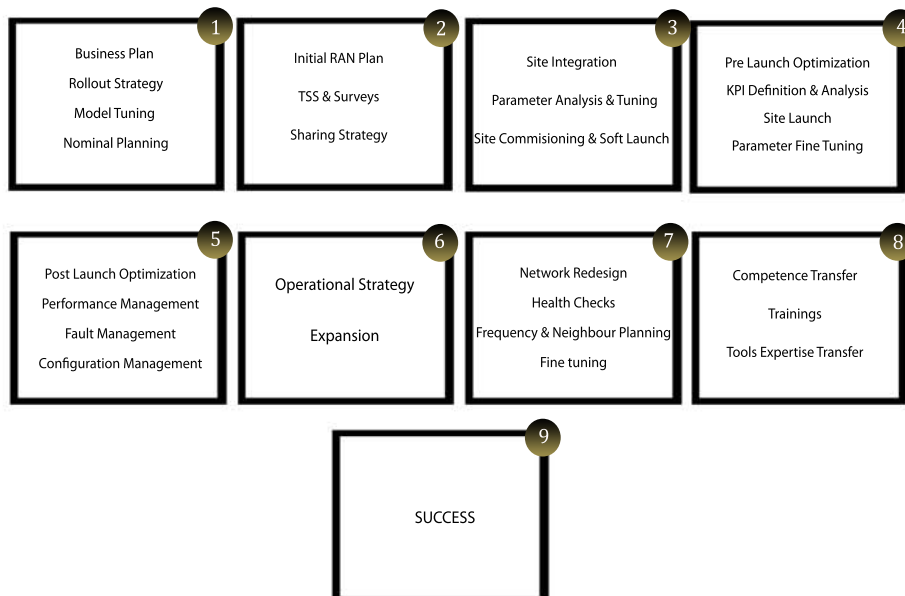 1
Business Plan
Rollout Strategy
Model Tuning
Nominal Planning
2
Initial RAN Plan
TSS & Surveys
Sharing Strategy
3
Site Integration
Parameter Analysis & Tuning
Site Commisioning & Soft Launch
4
Pre Launch Optimization
KPI Definition & Analysis
Site Launch
Parameter Fine Tuning
5
Post Launch Optimization
Performance Management
Fault Management
Configuration Management
6
Operational Strategy
Expansion
7
Network Redesign
Health Checks
Frequency & Neighbour Planning
Fine tuning
8
Competence Transfer
Trainings
Tools Expertise Transfer
9
SUCCESS